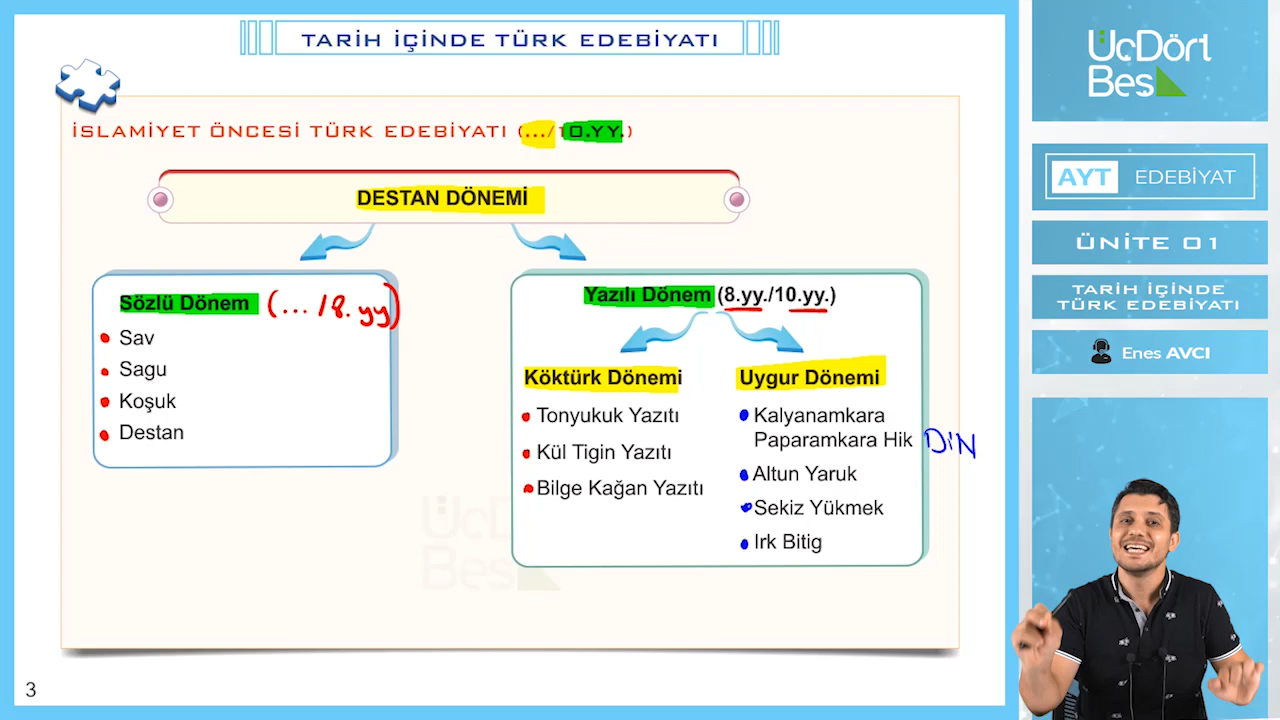 TARİH İÇİNDE TÜRK EDEBİYATI
İSLAMİYET ÖNCESİ TÜRK EDEBİYATI (.../10.YY.)
DESTAN DÖNEMİ
Sözlü Dönem (... /8. yy)
Sav
Sagu
Koşuk
Destan
Yazılı Dönem (8.yy./10.yy.)
Köktürk Dönemi
Tonyukuk Yazıtı
Kül Tigin Yazıtı
Bilge Kağan Yazıtı
Uygur Dönemi
Kalyanamkara
Paparamkara Hik DİN
Altun Yaruk
Sekiz Yükmek
Irk Bitig
ÜçDört
Beş
3
ÜçDört
Beş
AYT EDEBİYAT
ÜNİTE 01
TARİH İÇİNDE
TÜRK EDEBİYATI
Enes AVCI